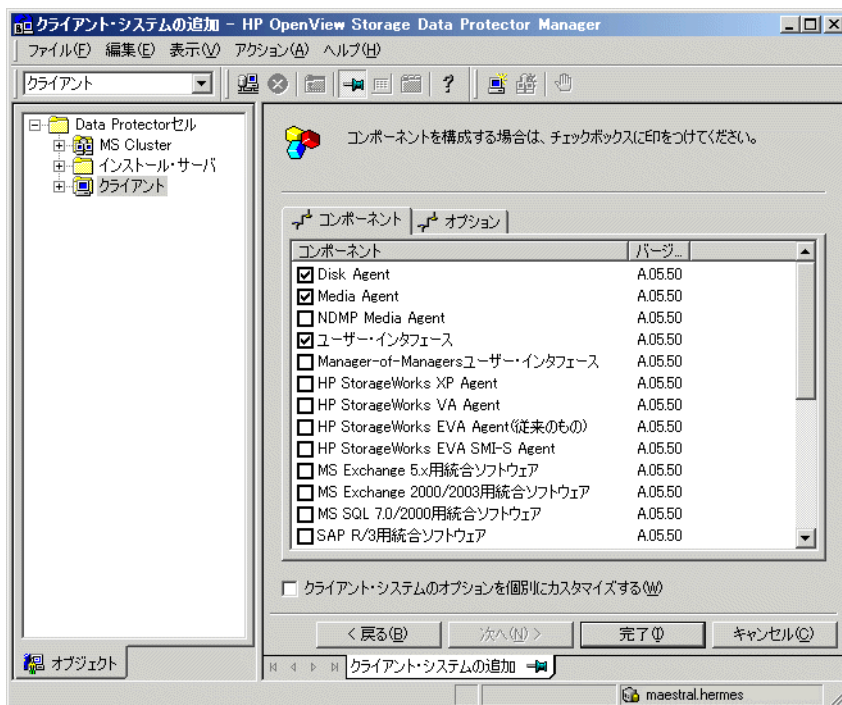 クライアント・システムの追加 - HP OpenView Storage Data Protector Manager
ファイル(F) 編集(E) 表示(V) アクション(A) ヘルプ(H)
クライアント
Data Protectorセル
MS Cluster
インストール・サーバ
クライアント
コンポーネントを構成する場合は、チェックボックスに印をつけてください。
コンポーネント オプション
コンポーネント バージ...
Disk Agent A.05.50
Media Agent A.05.50
NDMP Media Agent A.05.50
ユーザー・インタフェース A.05.50
Manager-of-Managersユーザー・インタフェース A.05.50
HP StorageWorks XP Agent A.05.50
HP StorageWorks VA Agent A.05.50
HP StorageWorks EVA Agent(従来のもの) A.05.50
HP StorageWorks EVA SMI-S Agent A.05.50
MS Exchange 5.x用統合ソフトウェア A.05.50
MS Exchange 2000/2003用統合ソフトウェア A.05.50
MS SQL 7.0/2000用統合ソフトウェア A.05.50
SAP R/3用統合ソフトウェア A.05.50
クライアント・システムのオプションを個別にカスタマイズする(W)
< 戻る(B) 次へ(N) > 完了(I) キャンセル(C)
オブジェクト
クライアント・システムの追加
maestral.hermes